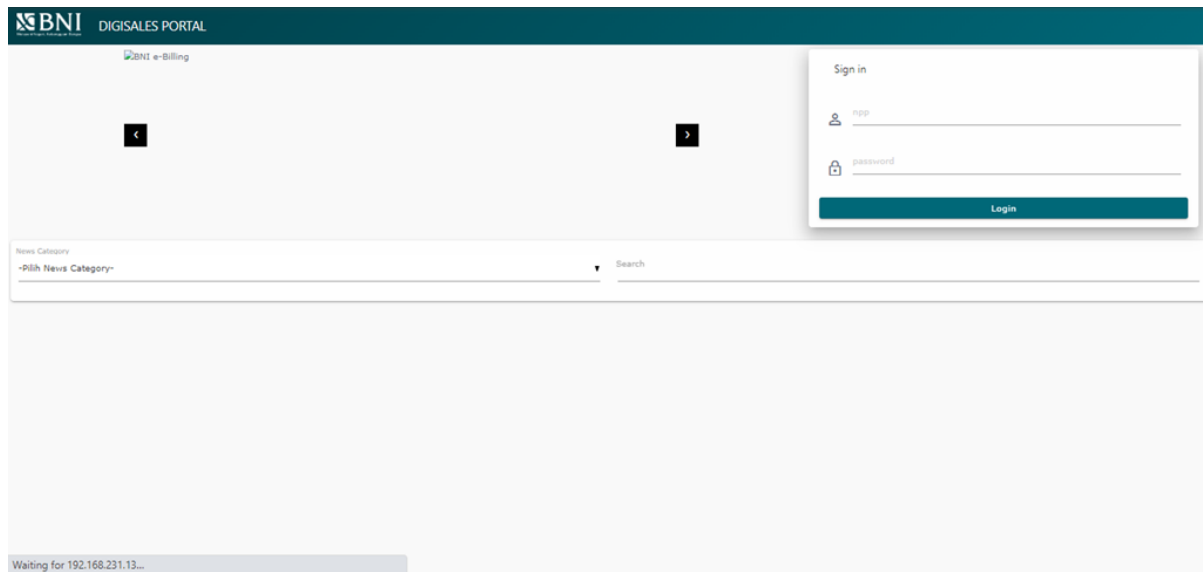 BNI DIGISALES PORTAL
BNI e-Billing
Sign in
npp
password
Login
News Category
-Pilih News Category-
Search
Waiting for 192.168.231.13...